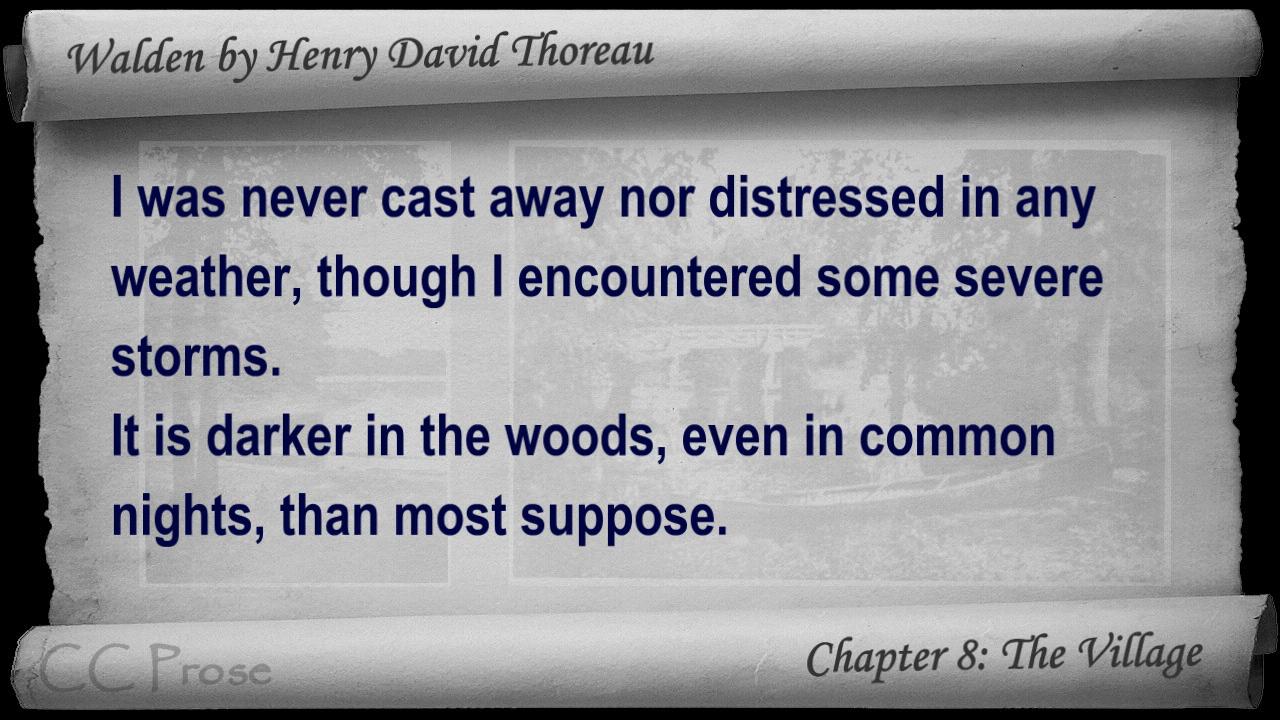 Walden by Henry David Thoreau
I was never cast away nor distressed in any
weather, though I encountered some severe
storms.
It is darker in the woods, even in common
nights, than most suppose.
CC Prose
Chapter 8: The Village